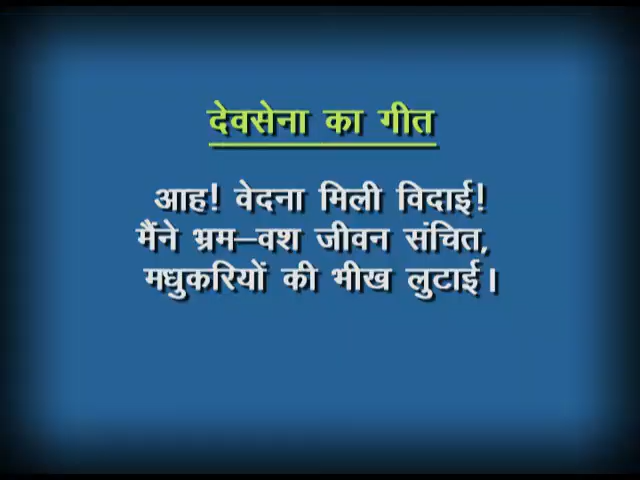 देवसेना का गीत
आह! वेदना मिली विदाई!
मैंने भ्रम–वश जीवन संचित,
मधुकरियों की भीख लुटाई।